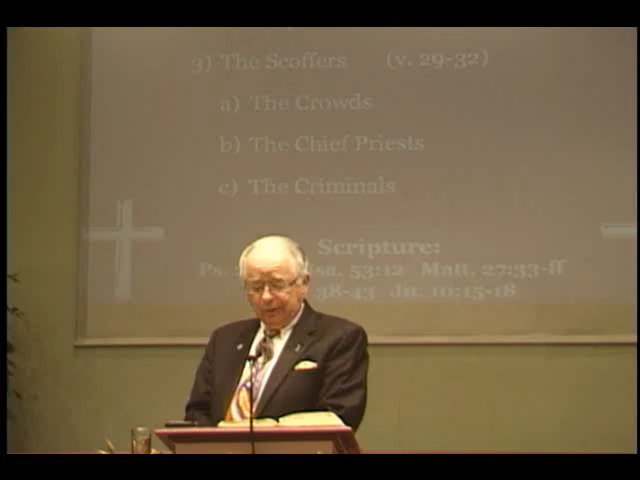 3) The Scoffers (v. 29-32)
a) The Crowds
b) The Chief Priests
c) The Criminals
Scripture:
Ps. 53:12 Matt. 27:33-ff
38-43 Jn. 10:15-18